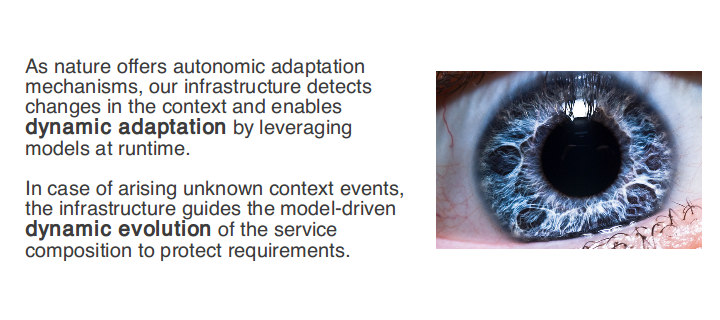 As nature offers autonomic adaptation
mechanisms, our infrastructure detects
changes in the context and enables
dynamic adaptation by leveraging
models at runtime.
In case of arising unknown context events,
the infrastructure guides the model-driven
dynamic evolution of the service
composition to protect requirements.